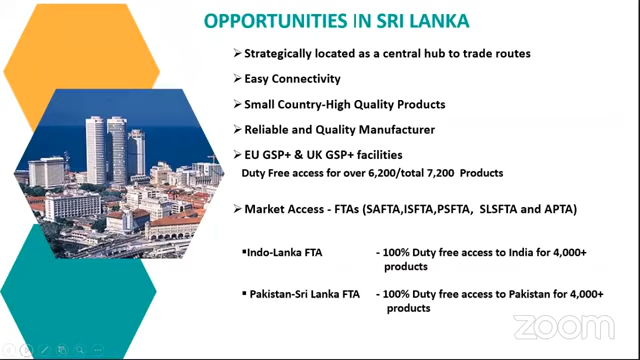 OPPORTUNITIES IN SRI LANKA
Strategically located as a central hub to trade routes
Easy Connectivity
Small Country-High Quality Products
Reliable and Quality Manufacturer
EU GSP+ & UK GSP+ facilities
Duty Free access for over 6,200/total 7,200 Products
Market Access - FTAs (SAFTA,ISFTA,PSFTA, SLSFTA and APTA)
Indo-Lanka FTA - 100% Duty free access to India for 4,000+
products
Pakistan-Sri Lanka FTA - 100% Duty free access to Pakistan for 4,000+
products
zoom